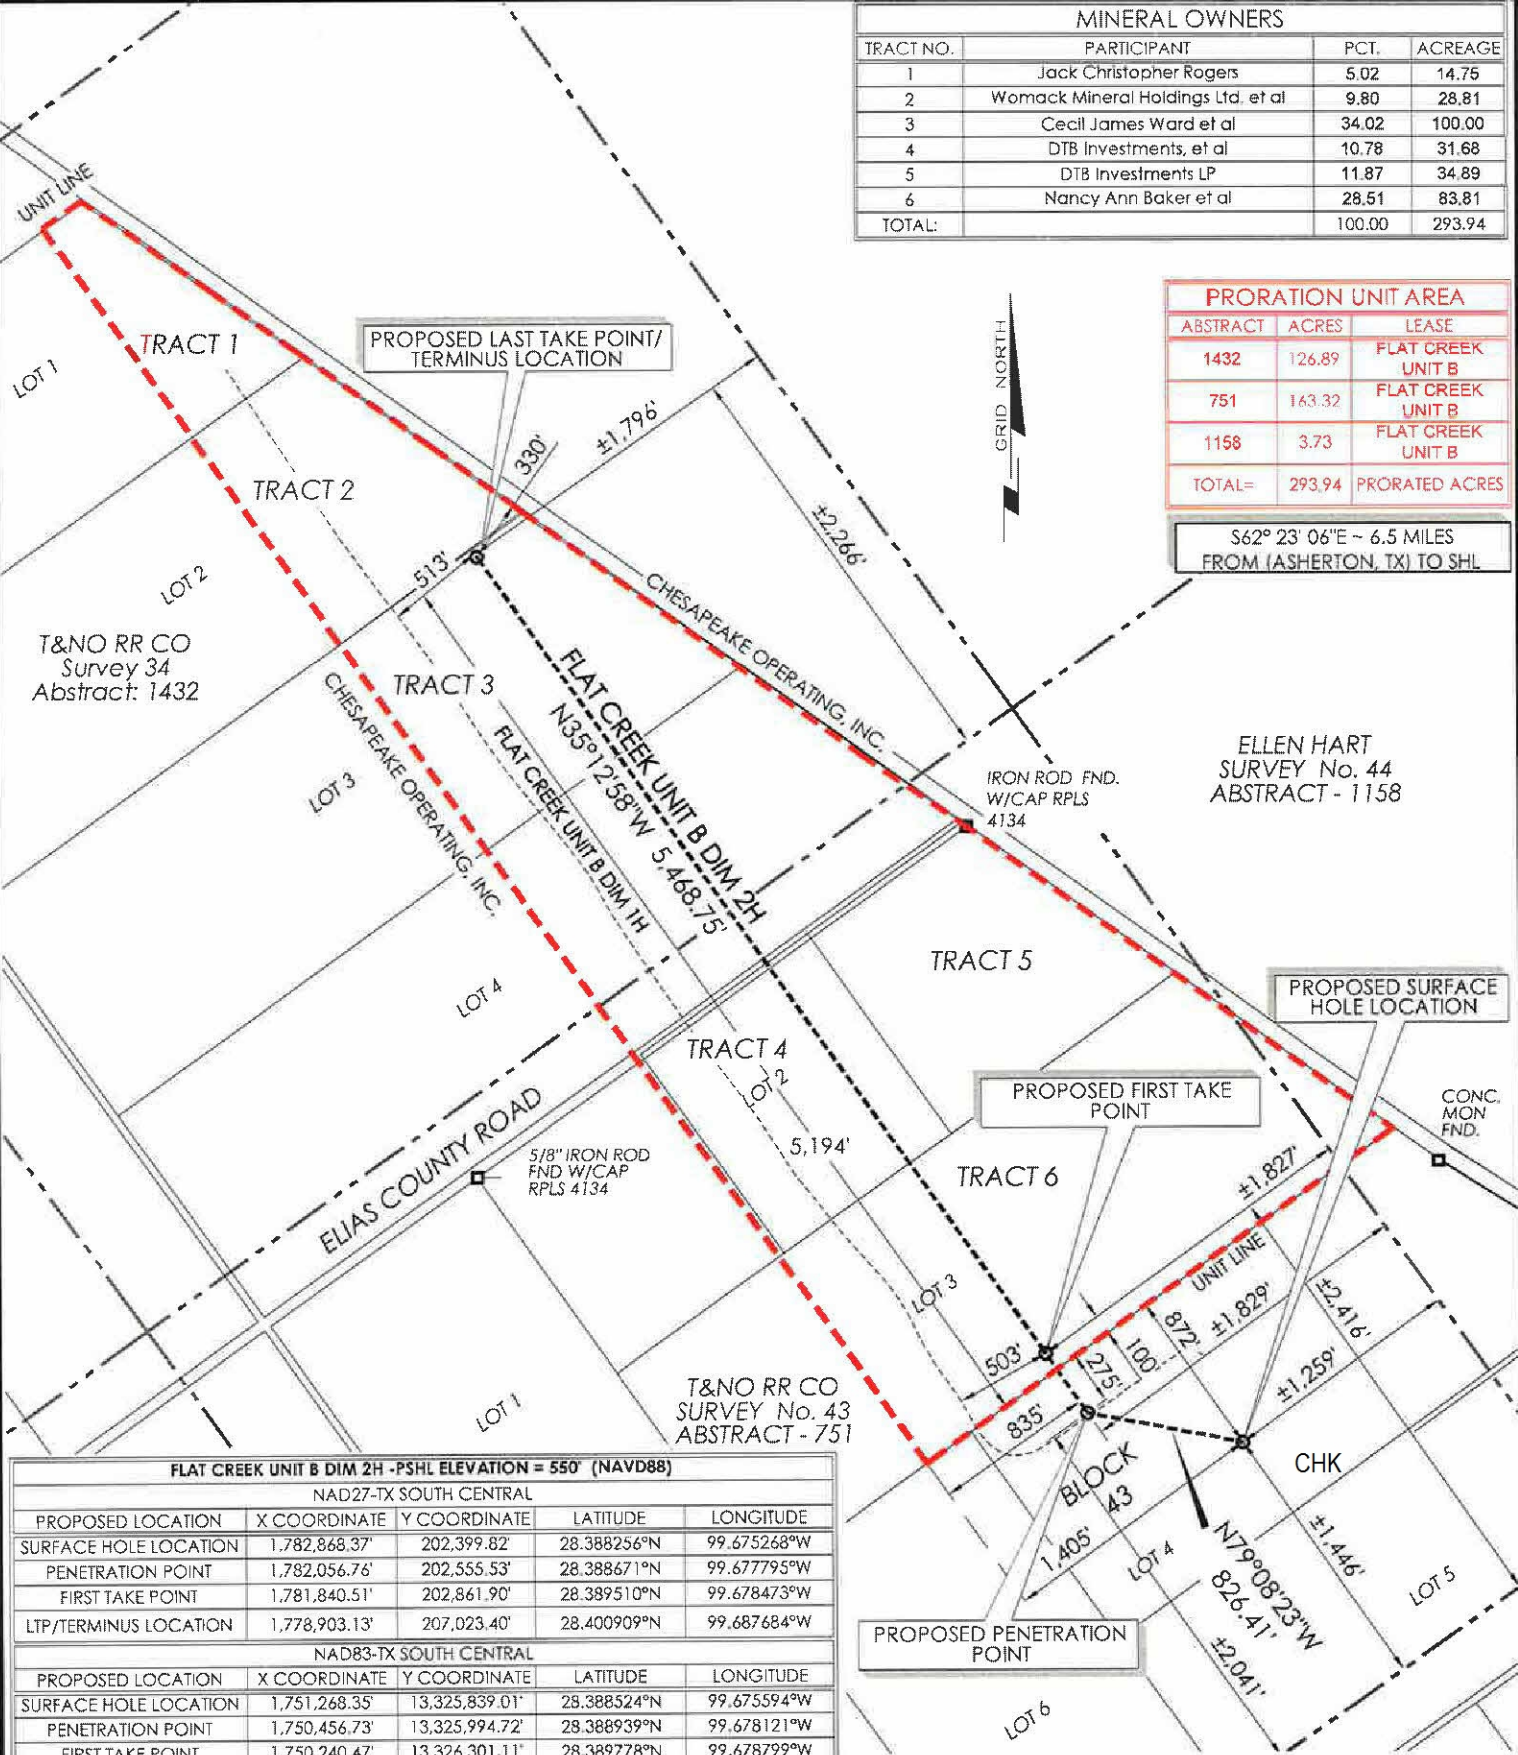 MINERAL OWNERS
TRACT NO. PARTICIPANT PCT. ACREAGE
1 Jack Christopher Rogers 5.02 14.75
2 Womack Mineral Holdings Ltd. et al 9.80 28.81
3 Cecil James Ward et al 34.02 100.00
4 DTB Investments, et al 10.78 31.68
5 DTB Investments LP 11.87 34.89
6 Nancy Ann Baker et al 28.51 83.81
TOTAL: 100.00 293.94
PRORATION UNIT AREA
ABSTRACT ACRES LEASE
1432 126.89 FLAT CREEK
UNIT B
751 163.32 FLAT CREEK
UNIT B
1158 3.73 FLAT CREEK
UNIT B
TOTAL= 293.94 PRORATED ACRES
S62° 23' 06"E ~ 6.5 MILES
FROM (ASHERTON, TX) TO SHL
GRID NORTH
UNIT LINE
TRACT 1
LOT 1
PROPOSED LAST TAKE POINT/
TERMINUS LOCATION
±1,796'
330'
±2,266'
TRACT 2
LOT 2
513'
T&NO RR CO
Survey 34
Abstract: 1432
CHESAPEAKE OPERATING, INC.
TRACT 3
LOT 3
CHESAPEAKE OPERATING, INC.
FLAT CREEK UNIT B DIM 2H
N35°12'58"W 5,468.75'
FLAT CREEK UNIT B DIM 1H
ELLEN HART
SURVEY No. 44
ABSTRACT - 1158
IRON ROD FND.
W/CAP RPLS
4134
TRACT 5
LOT 4
TRACT 4
LOT 2
PROPOSED SURFACE
HOLE LOCATION
PROPOSED FIRST TAKE
POINT
CONC.
MON
FND.
ELIAS COUNTY ROAD
5/8" IRON ROD
FND W/CAP
RPLS 4134
5,194'
TRACT 6
±1,827'
UNIT LINE
LOT 3
±1,829'
±2,416'
872'
100'
275'
503'
±1,259'
835'
T&NO RR CO
SURVEY No. 43
ABSTRACT - 751
LOT 1
BLOCK
43
CHK
1,405'
LOT 4
N79°08'23"W
826.41'
±1,446'
LOT 5
±2,041'
PROPOSED PENETRATION
POINT
LOT 6
FLAT CREEK UNIT B DIM 2H -PSHL ELEVATION = 550' (NAVD88)
NAD27-TX SOUTH CENTRAL
PROPOSED LOCATION X COORDINATE Y COORDINATE LATITUDE LONGITUDE
SURFACE HOLE LOCATION 1,782,868.37' 202,399.82' 28.388256°N 99.675268°W
PENETRATION POINT 1,782,056.76' 202,555.53' 28.388671°N 99.677795°W
FIRST TAKE POINT 1,781,840.51' 202,861.90' 28.389510°N 99.678473°W
LTP/TERMINUS LOCATION 1,778,903.13' 207,023.40' 28.400909°N 99.687684°W
NAD83-TX SOUTH CENTRAL
PROPOSED LOCATION X COORDINATE Y COORDINATE LATITUDE LONGITUDE
SURFACE HOLE LOCATION 1,751,268.35' 13,325,839.01' 28.388524°N 99.675594°W
PENETRATION POINT 1,750,456.73' 13,325,994.72' 28.388939°N 99.678121°W
FIRST TAKE POINT 1,750,240.47' 13,326,301.11' 28.389778°N 99.678799°W